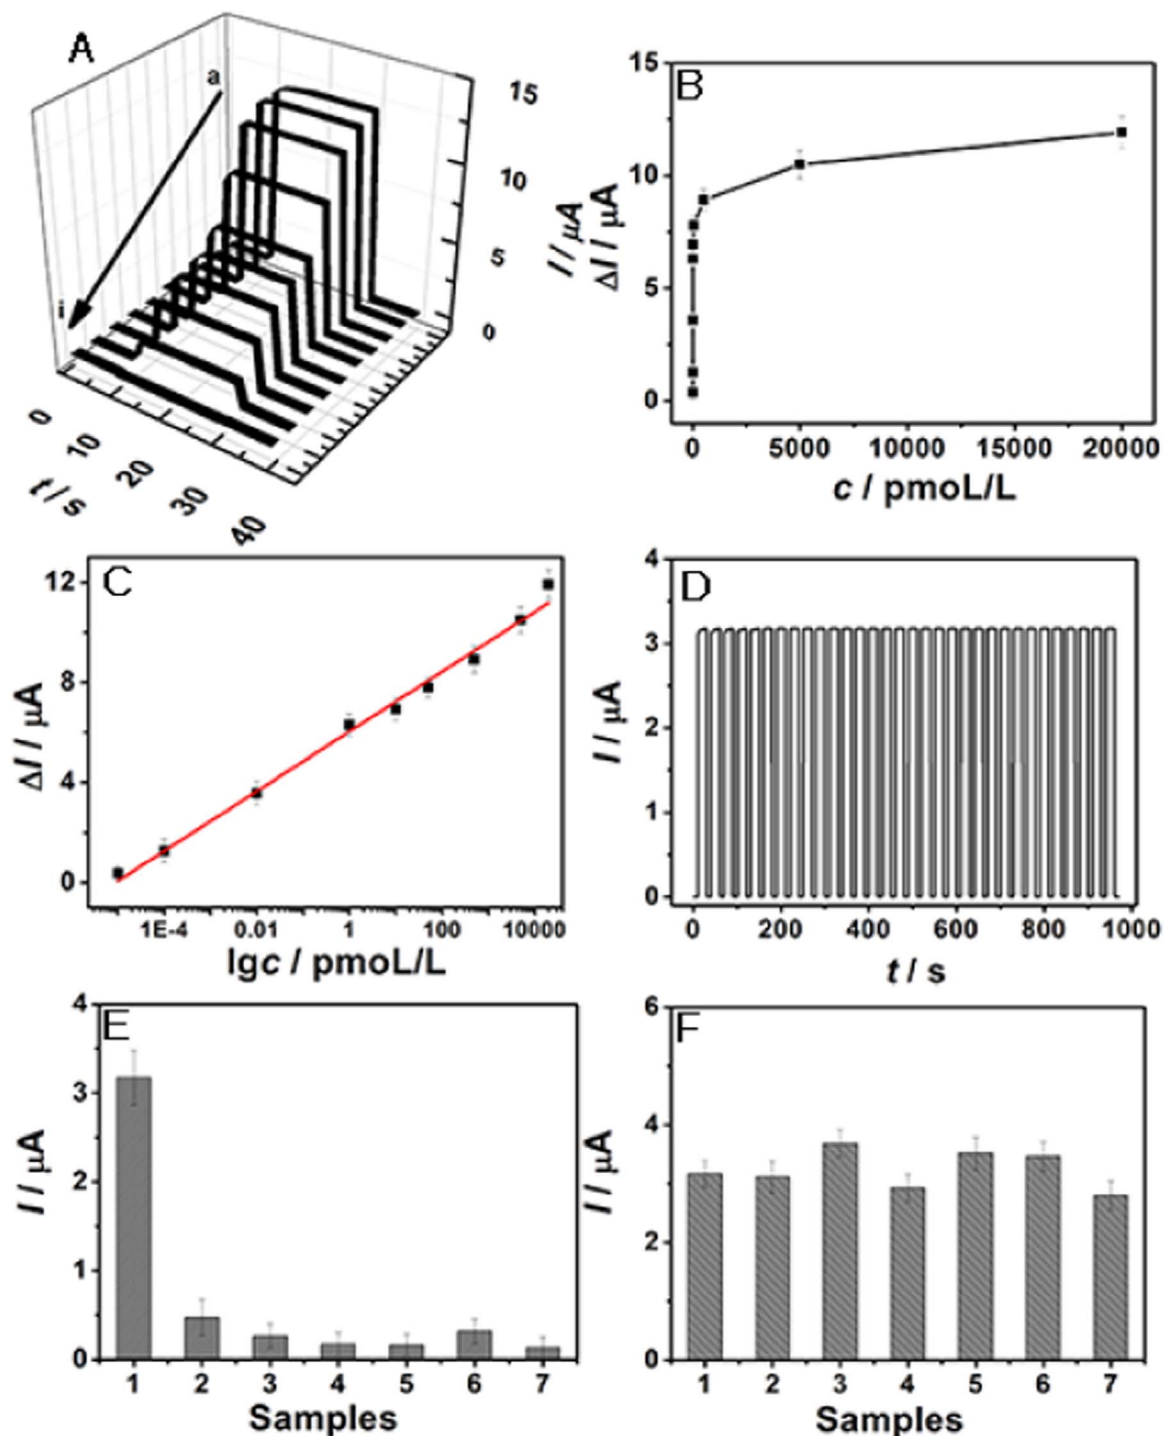 A
a
i
15
10
5
0
I / μA
0
10
20
30
40
t / s
B
15
10
5
0
ΔI / μA
0 5000 10000 15000 20000
c / pmoL/L
C
12
8
4
0
ΔI / μA
1E-4 0.01 1 100 10000
lgc / pmoL/L
D
4
3
2
1
0
I / μA
0 200 400 600 800 1000
t / s
E
4
3
2
1
0
I / μA
1 2 3 4 5 6 7
Samples
F
6
4
2
0
I / μA
1 2 3 4 5 6 7
Samples